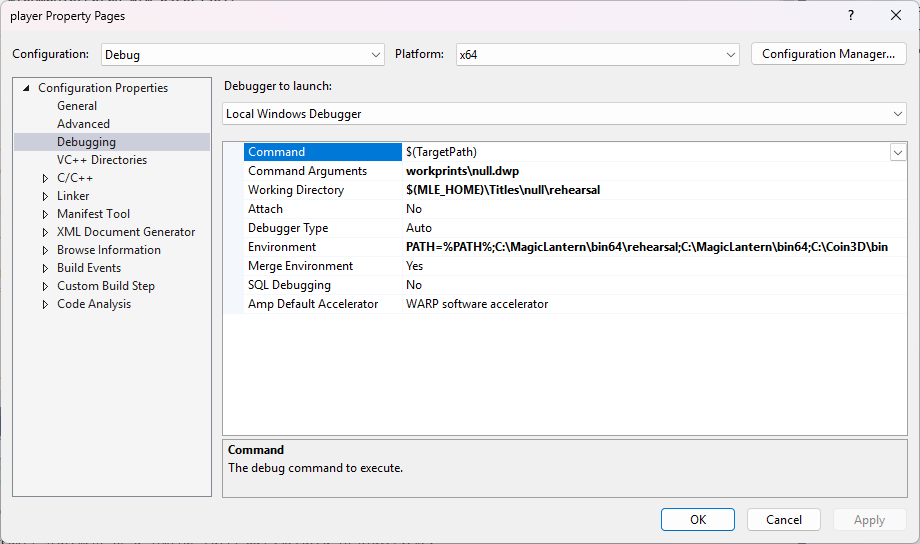 player Property Pages
?
Configuration: Debug Platform: x64 Configuration Manager...
Configuration Properties
General
Advanced
Debugging
VC++ Directories
C/C++
Linker
Manifest Tool
XML Document Generator
Browse Information
Build Events
Custom Build Step
Code Analysis
Debugger to launch:
Local Windows Debugger
Command $(TargetPath)
Command Arguments workprints\null.dwp
Working Directory $(MLE_HOME)\Titles\null\rehearsal
Attach No
Debugger Type Auto
Environment PATH=%PATH%;C:\MagicLantern\bin64\rehearsal;C:\MagicLantern\bin64;C:\Coin3D\bin
Merge Environment Yes
SQL Debugging No
Amp Default Accelerator WARP software accelerator
Command
The debug command to execute.
OK Cancel Apply